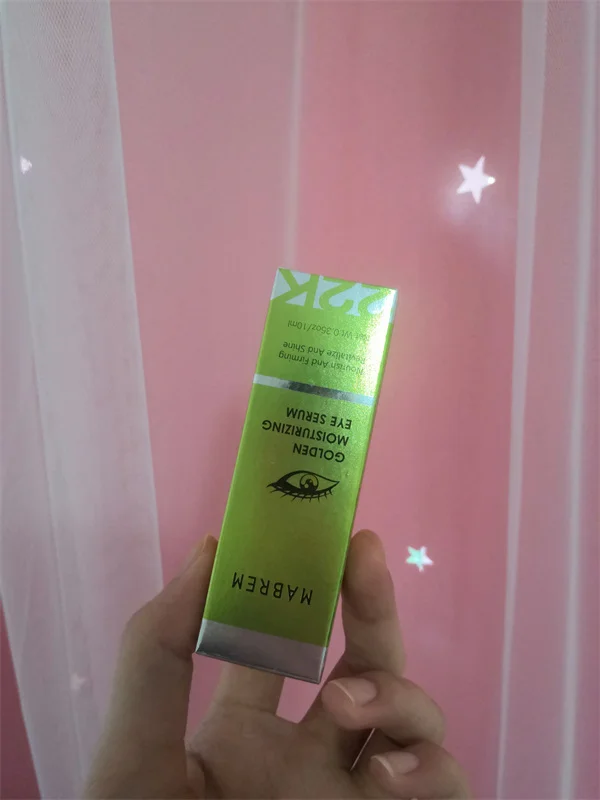 MABREM
GOLDEN
MOISTURIZING
EYE SERUM
Nourish And Firming
Revitalize And Shine
Net Wt.0.35oz/10ml
22K